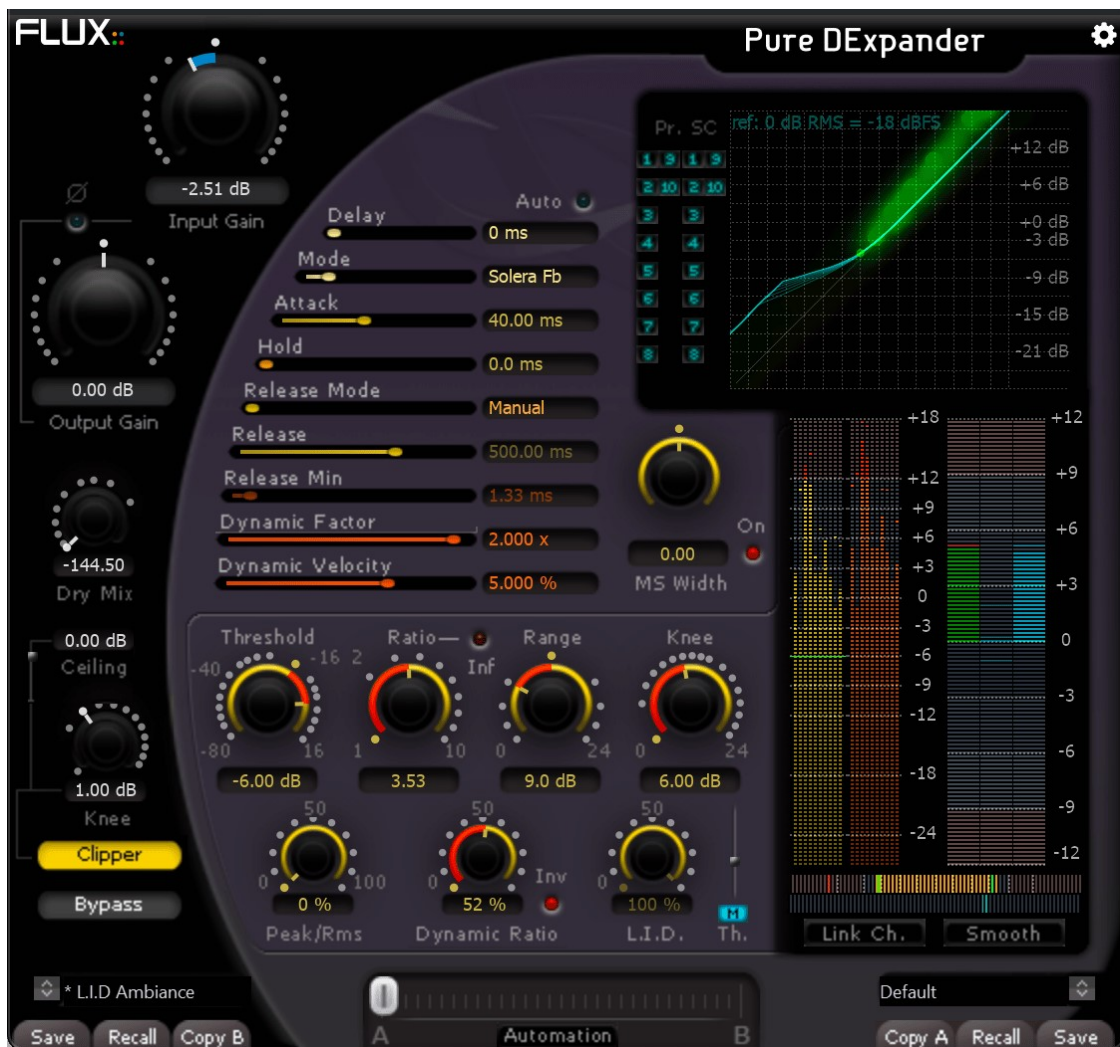 FLUX::
Pure DExpander
-2.51 dB
Input Gain
Ø
0.00 dB
Output Gain
-144.50
Dry Mix
0.00 dB
Ceiling
1.00 dB
Knee
Clipper
Bypass
Auto
Delay
0 ms
Mode
Solera Fb
Attack
40.00 ms
Hold
0.0 ms
Release Mode
Manual
Release
500.00 ms
Release Min
1.33 ms
Dynamic Factor
2.000 x
Dynamic Velocity
5.000 %
0.00
On
MS Width
Pr. SC
1 9 1 9
2 10 2 10
3 3
4 4
5 5
6 6
7 7
8 8
ref: 0 dB RMS = -18 dBFS
+12 dB
+6 dB
+0 dB
-3 dB
-9 dB
-15 dB
-21 dB
Threshold
-40
-16
-80
16
-6.00 dB
Ratio
Inf
2
1
10
3.53
Range
0
24
9.0 dB
Knee
0
24
6.00 dB
50
0
100
0 %
Peak/Rms
50
0
Inv
52 %
Dynamic Ratio
50
0
100 %
L.I.D.
M
Th.
+18
+12
+9
+6
+3
0
-3
-6
-9
-12
-18
-24
+12
+9
+6
+3
0
-3
-6
-9
-12
Link Ch.
Smooth
* L.I.D Ambiance
Save
Recall
Copy B
A
Automation
B
Default
Copy A
Recall
Save